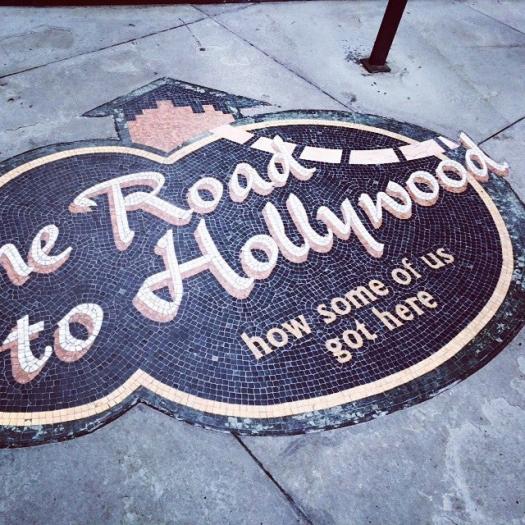 he Road
to Hollywood
how some of us
got here